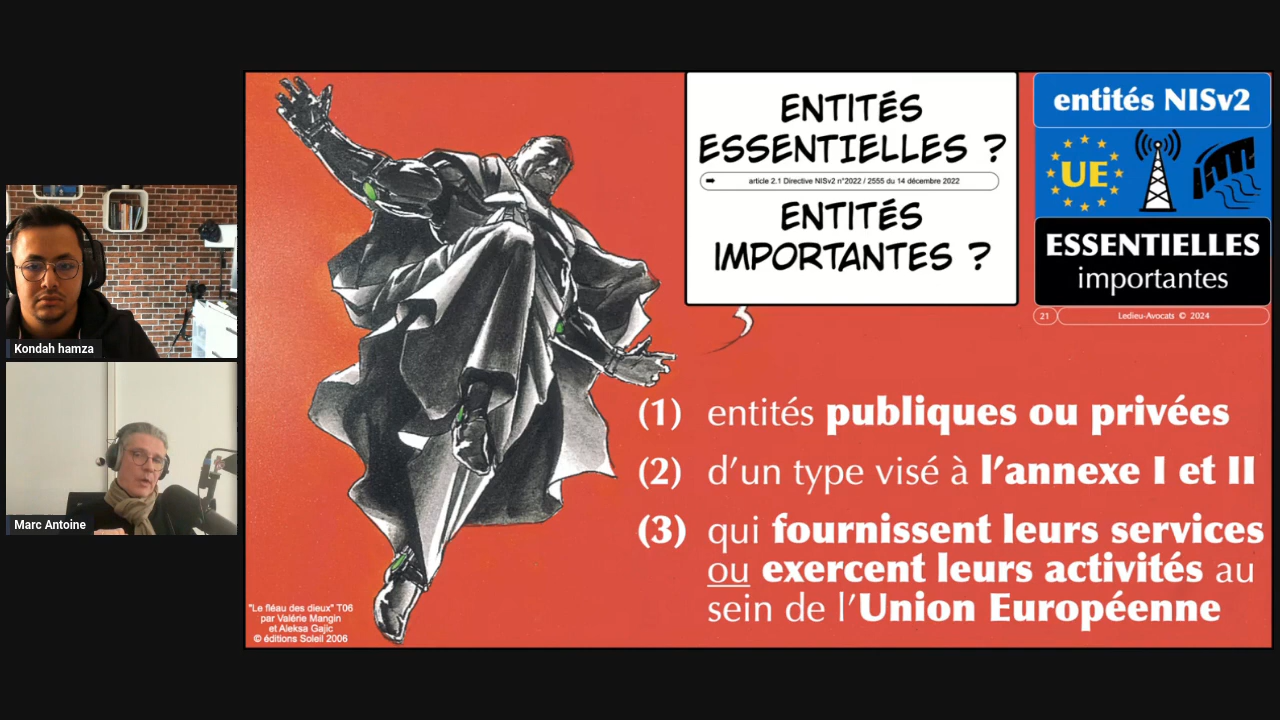 Kondah hamza
Marc Antoine
ENTITÉS
ESSENTIELLES ?
article 2.1 Directive NISv2 n°2022 / 2555 du 14 décembre 2022
ENTITÉS
IMPORTANTES ?
entités NISv2
UE
ESSENTIELLES
importantes
21
Ledieu-Avocats © 2024
(1) entités publiques ou privées
(2) d'un type visé à l'annexe I et II
(3) qui fournissent leurs services
ou exercent leurs activités au
sein de l'Union Européenne
"Le fléau des dieux" T06
par Valérie Mangin
et Aleksa Gajic
© éditions Soleil 2006